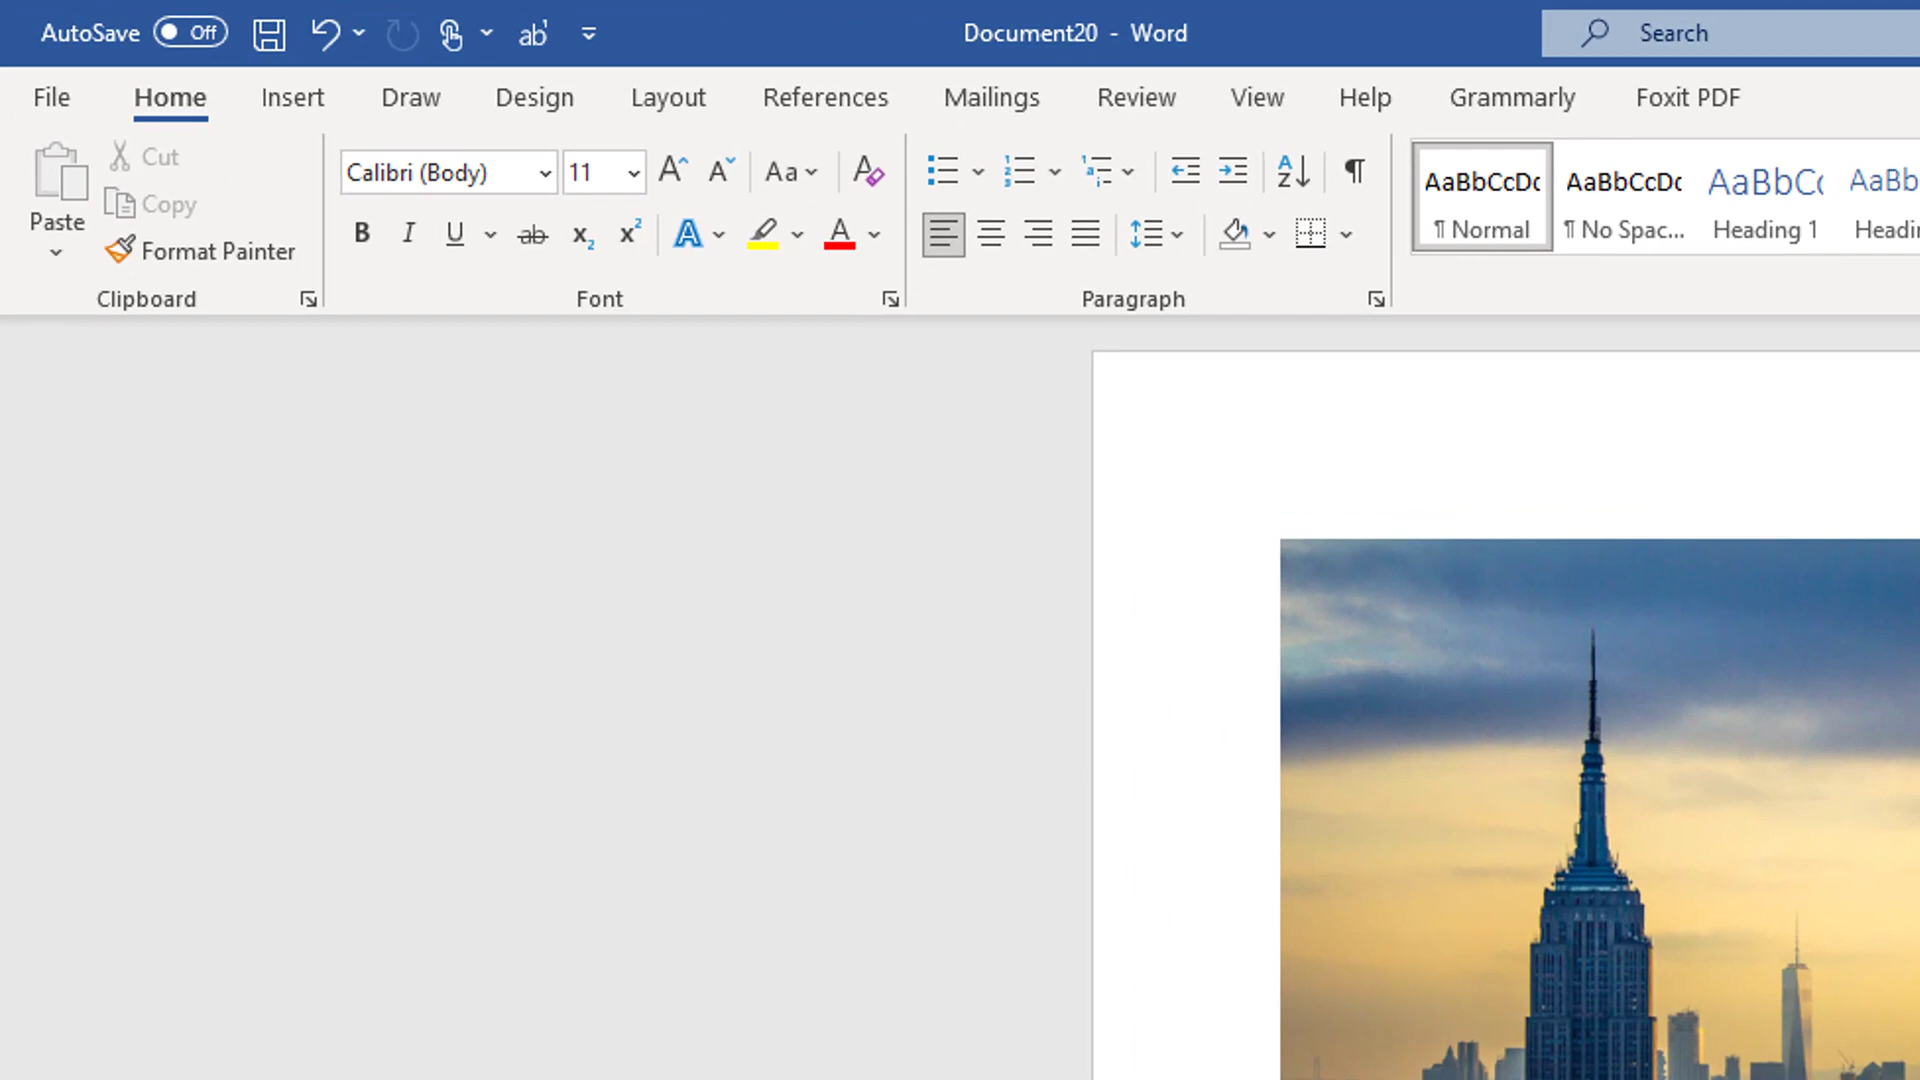 AutoSave Off Document20 - Word Search
File Home Insert Draw Design Layout References Mailings Review View Help Grammarly Foxit PDF
Paste
Cut
Copy
Format Painter
Clipboard
Calibri (Body) 11
Font
Paragraph
AaBbCcDc AaBbCcDc AaBbCc AaBb
¶ Normal ¶ No Spac... Heading 1 Headi